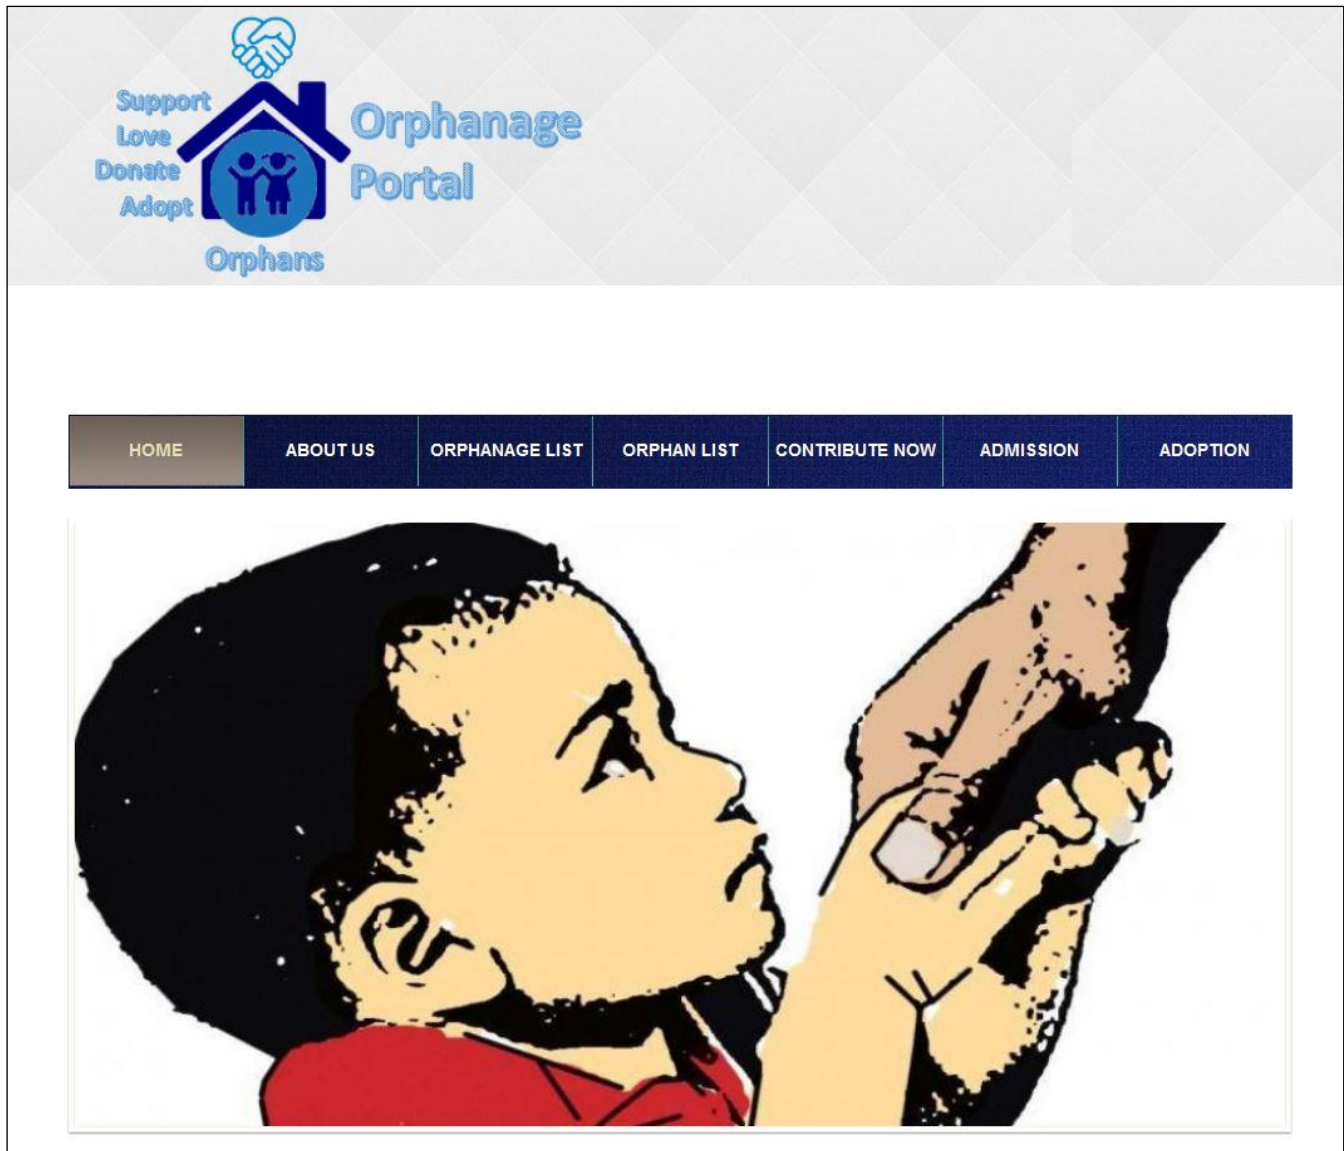 Support
Love
Donate
Adopt
Orphans
Orphanage
Portal
HOME
ABOUT US
ORPHANAGE LIST
ORPHAN LIST
CONTRIBUTE NOW
ADMISSION
ADOPTION